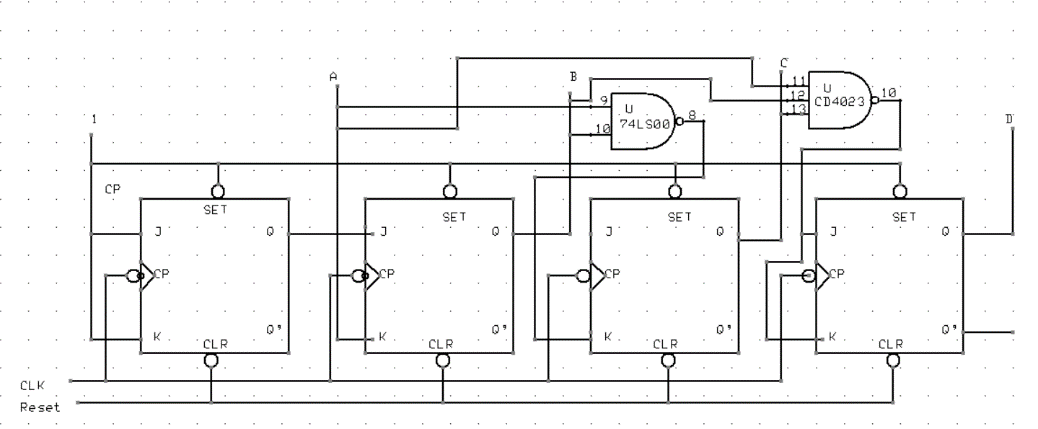 A
B
C
1
D
11
U
10
12
CD4023
13
9
U
8
74LS00
10
CP
SET
SET
SET
SET
J
Q
J
Q
J
Q
J
Q
CP
CP
CP
CP
K
Q'
K
Q'
K
Q'
K
Q'
CLR
CLR
CLR
CLR
CLK
Reset